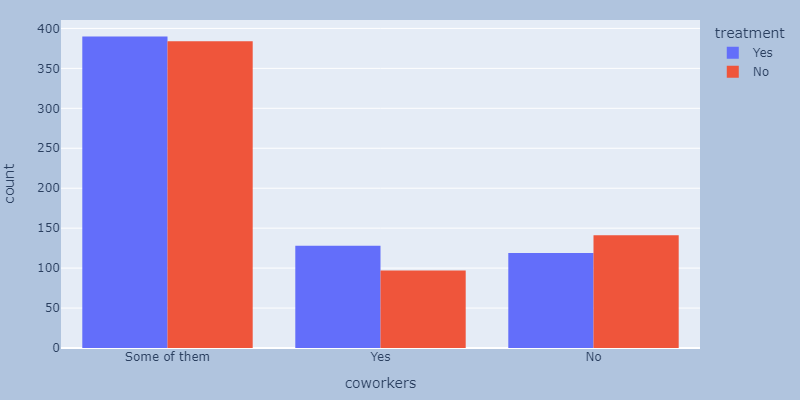 treatment
Yes
No
count
400
350
300
250
200
150
100
50
0
Some of them
Yes
No
coworkers